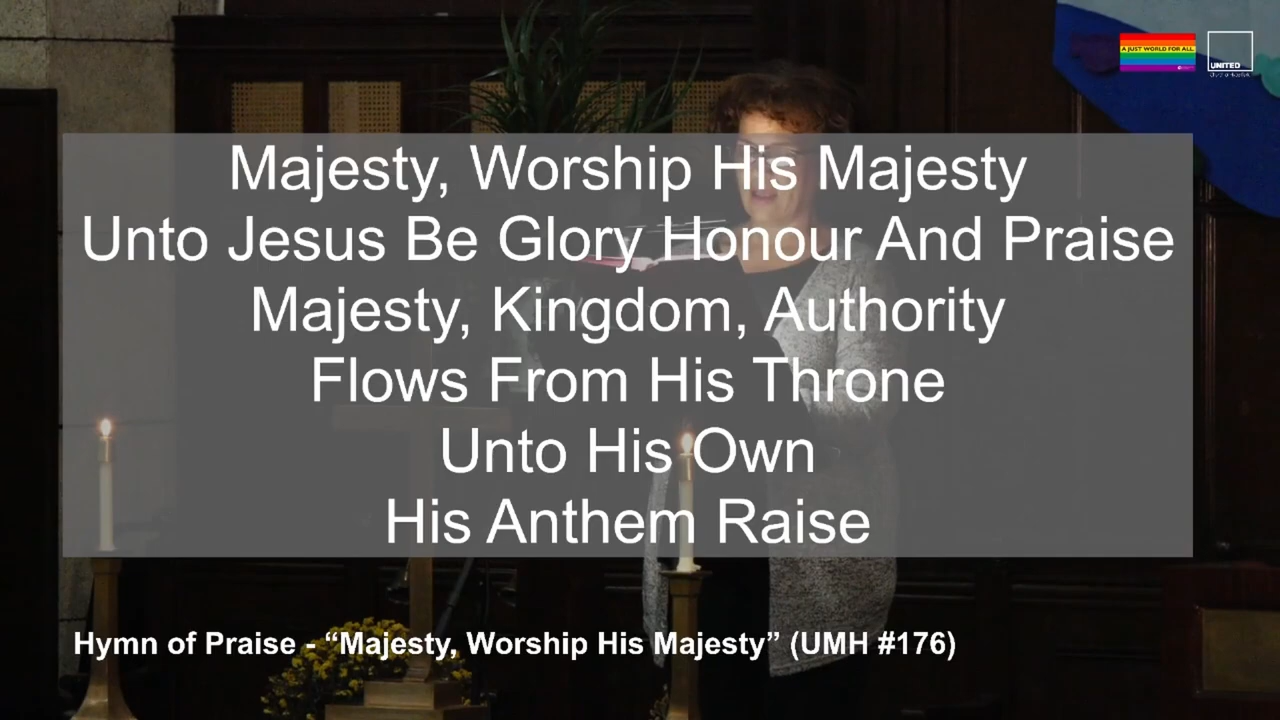 A JUST WORLD FOR ALL
UNITED
Majesty, Worship His Majesty
Unto Jesus Be Glory Honour And Praise
Majesty, Kingdom, Authority
Flows From His Throne
Unto His Own
His Anthem Raise
Hymn of Praise - “Majesty, Worship His Majesty” (UMH #176)